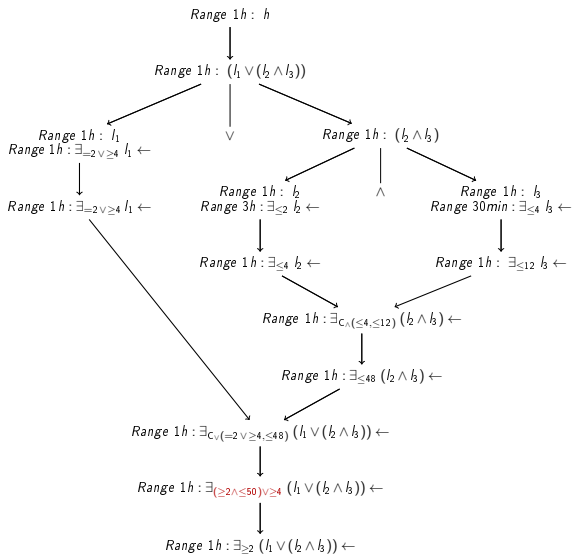 Range 1h : h
Range 1h : (l₁ ∨ (l₂ ∧ l₃))
Range 1h : l₁
Range 1h : ∃₌₂ ∨ ≥₄ l₁ ←
∨
Range 1h : (l₂ ∧ l₃)
Range 1h : l₂
Range 3h : ∃≤₂ l₂ ←
∧
Range 1h : l₃
Range 30min : ∃≤₄ l₃ ←
Range 1h : ∃₌₂ ∨ ≥₄ l₁ ←
Range 1h : ∃≤₄ l₂ ←
Range 1h : ∃≤₁₂ l₃ ←
Range 1h : ∃C∧(≤4,≤12) (l₂ ∧ l₃) ←
Range 1h : ∃≤₄₈ (l₂ ∧ l₃) ←
Range 1h : ∃C∨(=2 ∨ ≥4,≤48) (l₁ ∨ (l₂ ∧ l₃)) ←
Range 1h : ∃(≥2∧≤50)∨≥4 (l₁ ∨ (l₂ ∧ l₃)) ←
Range 1h : ∃≥₂ (l₁ ∨ (l₂ ∧ l₃)) ←